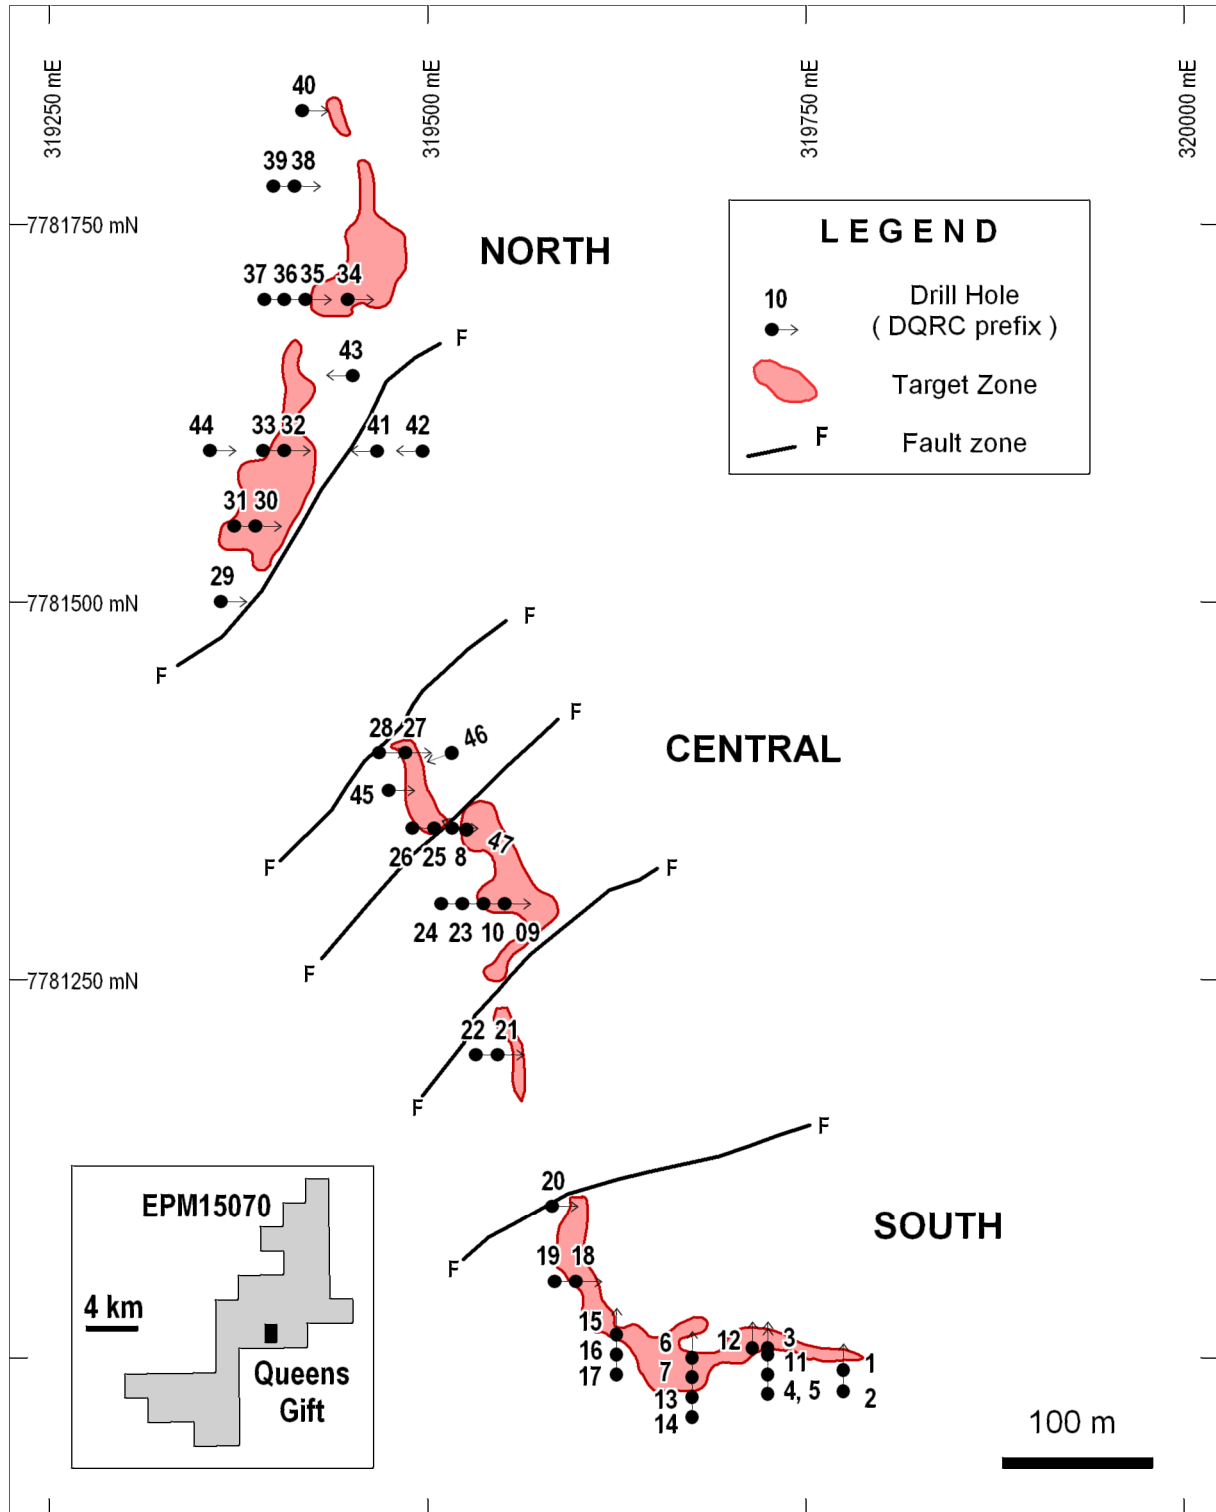 319250 mE
319500 mE
319750 mE
320000 mE
40
39 38
7781750 mN
NORTH
37 36 35 34
LEGEND
10
Drill Hole
( DQRC prefix )
Target Zone
F
Fault zone
F
43
44 33 32 41 42
31 30
29
7781500 mN
F
F
F
28 27 46
CENTRAL
45
26 25 8 47
F
F
24 23 10 09
F
7781250 mN
22 21
F
F
20
SOUTH
F
19 18
15
16
17
6
7
13
14
12
3
11
4, 5
1
2
EPM15070
4 km
Queens
Gift
100 m